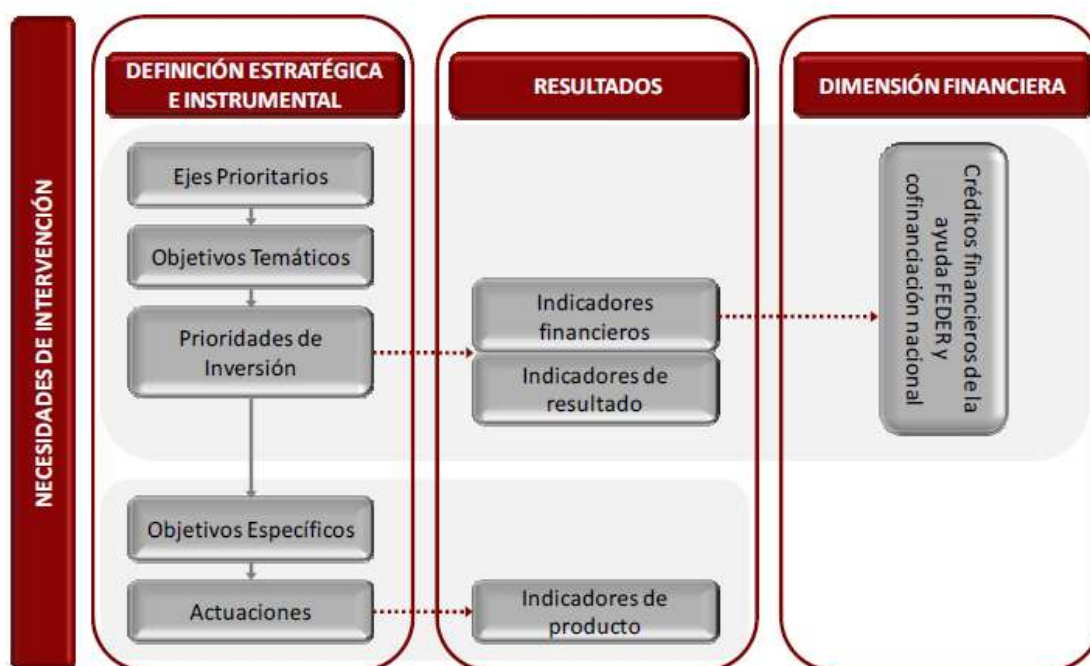 NECESIDADES DE INTERVENCIÓN
DEFINICIÓN ESTRATÉGICA
E INSTRUMENTAL
Ejes Prioritarios
Objetivos Temáticos
Prioridades de
Inversión
Objetivos Específicos
Actuaciones
RESULTADOS
Indicadores
financieros
Indicadores de
resultado
Indicadores de
producto
DIMENSIÓN FINANCIERA
Créditos financieros de la
ayuda FEDER y
cofinanciación nacional